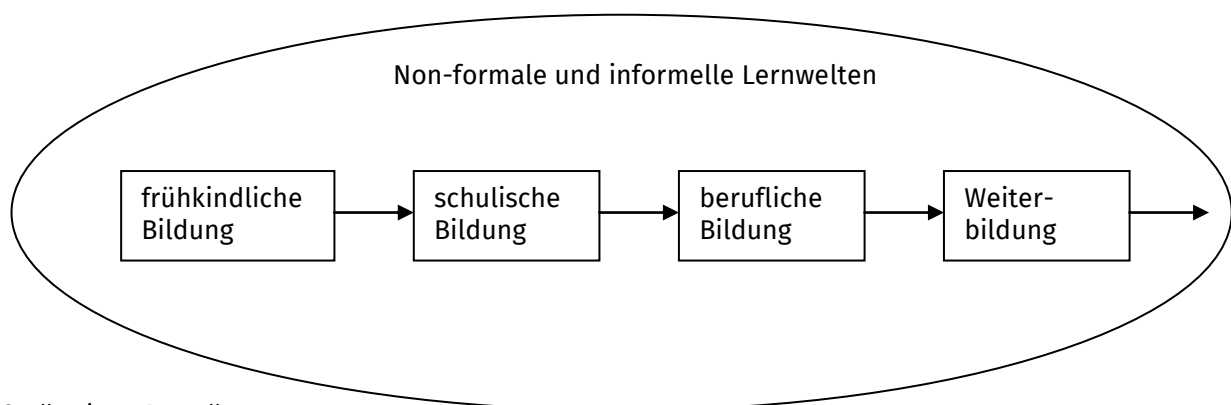 Non-formale und informelle Lernwelten
frühkindliche
Bildung
schulische
Bildung
berufliche
Bildung
Weiter-
bildung